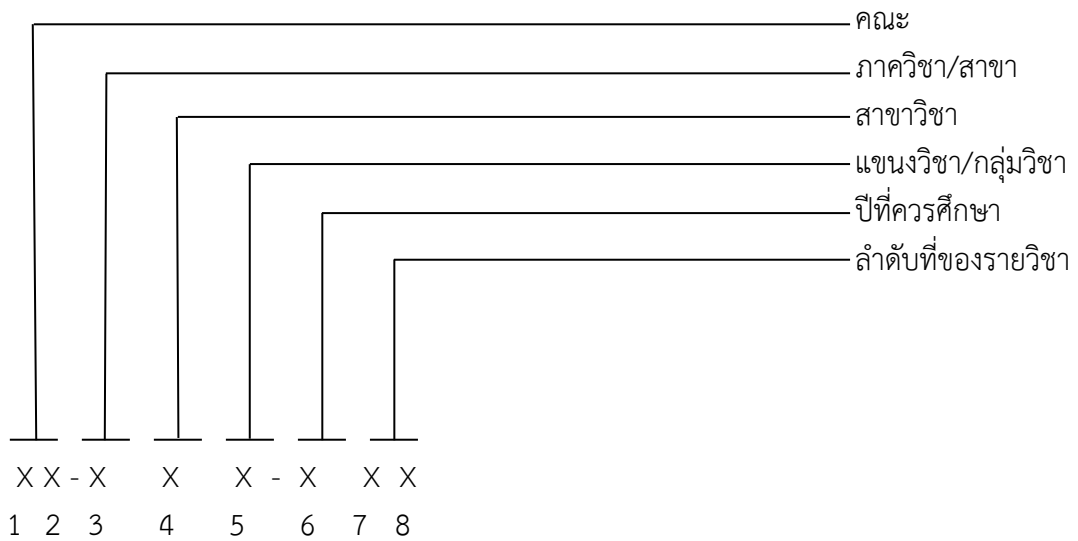 คณะ
ภาควิชา/สาขา
สาขาวิชา
แขนงวิชา/กลุ่มวิชา
ปีที่ควรศึกษา
ลำดับที่ของรายวิชา
X X - X X X - X X X
1 2 3 4 5 6 7 8